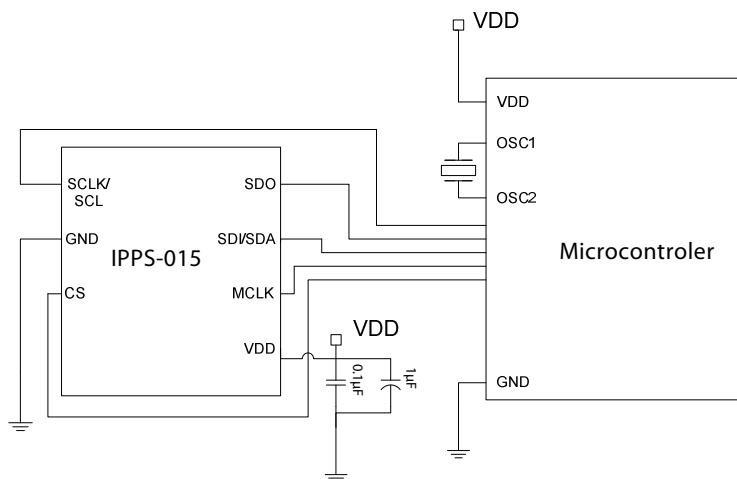 VDD
VDD
OSC1
OSC2
Microcontroler
GND
SCLK/
SCL
GND
CS
IPPS-015
SDO
SDI/SDA
MCLK
VDD
VDD
0.1µF
1µF